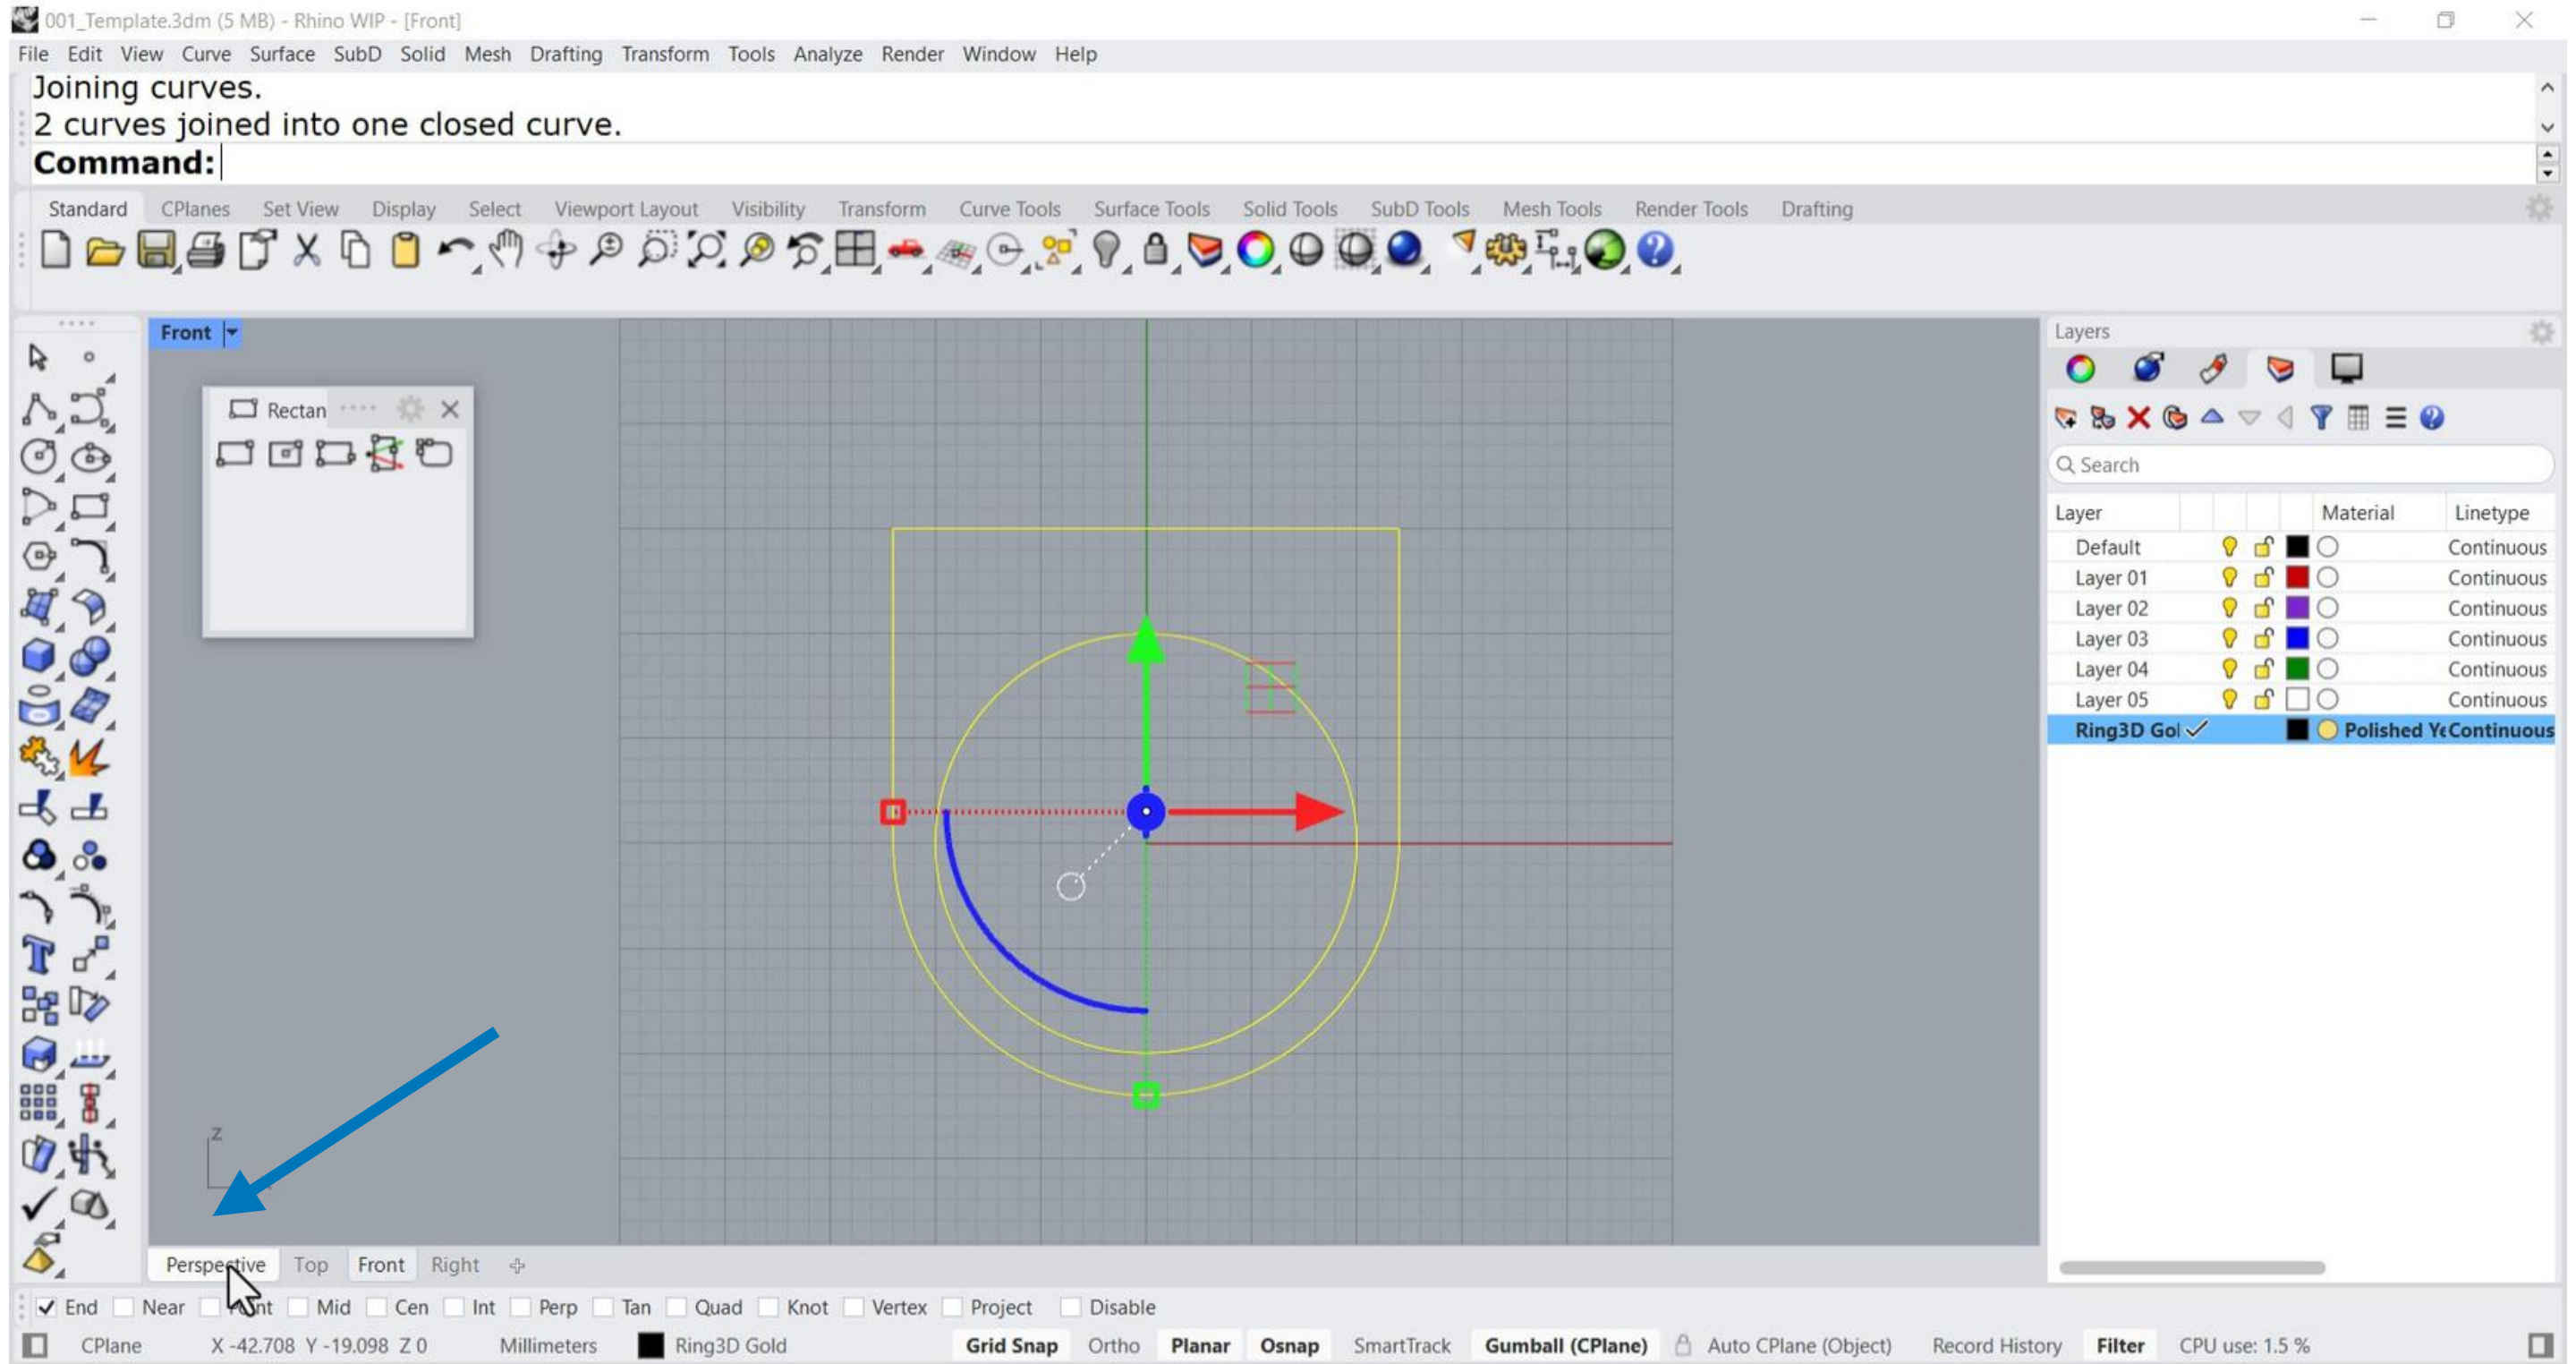 001_Template.3dm (5 MB) - Rhino WIP - [Front]
File Edit View Curve Surface SubD Solid Mesh Drafting Transform Tools Analyze Render Window Help
Joining curves.
2 curves joined into one closed curve.
Command:
Standard CPlanes Set View Display Select Viewport Layout Visibility Transform Curve Tools Surface Tools Solid Tools SubD Tools Mesh Tools Render Tools Drafting
Front
Rectan
Layers
Search
Layer Material Linetype
Default Continuous
Layer 01 Continuous
Layer 02 Continuous
Layer 03 Continuous
Layer 04 Continuous
Layer 05 Continuous
Ring3D Gol Polished Ye Continuous
z
Perspective Top Front Right
End Near Mid Cen Int Perp Tan Quad Knot Vertex Project Disable
CPlane X -42.708 Y -19.098 Z 0 Millimeters Ring3D Gold Grid Snap Ortho Planar Osnap SmartTrack Gumball (CPlane) Auto CPlane (Object) Record History Filter CPU use: 1.5 %